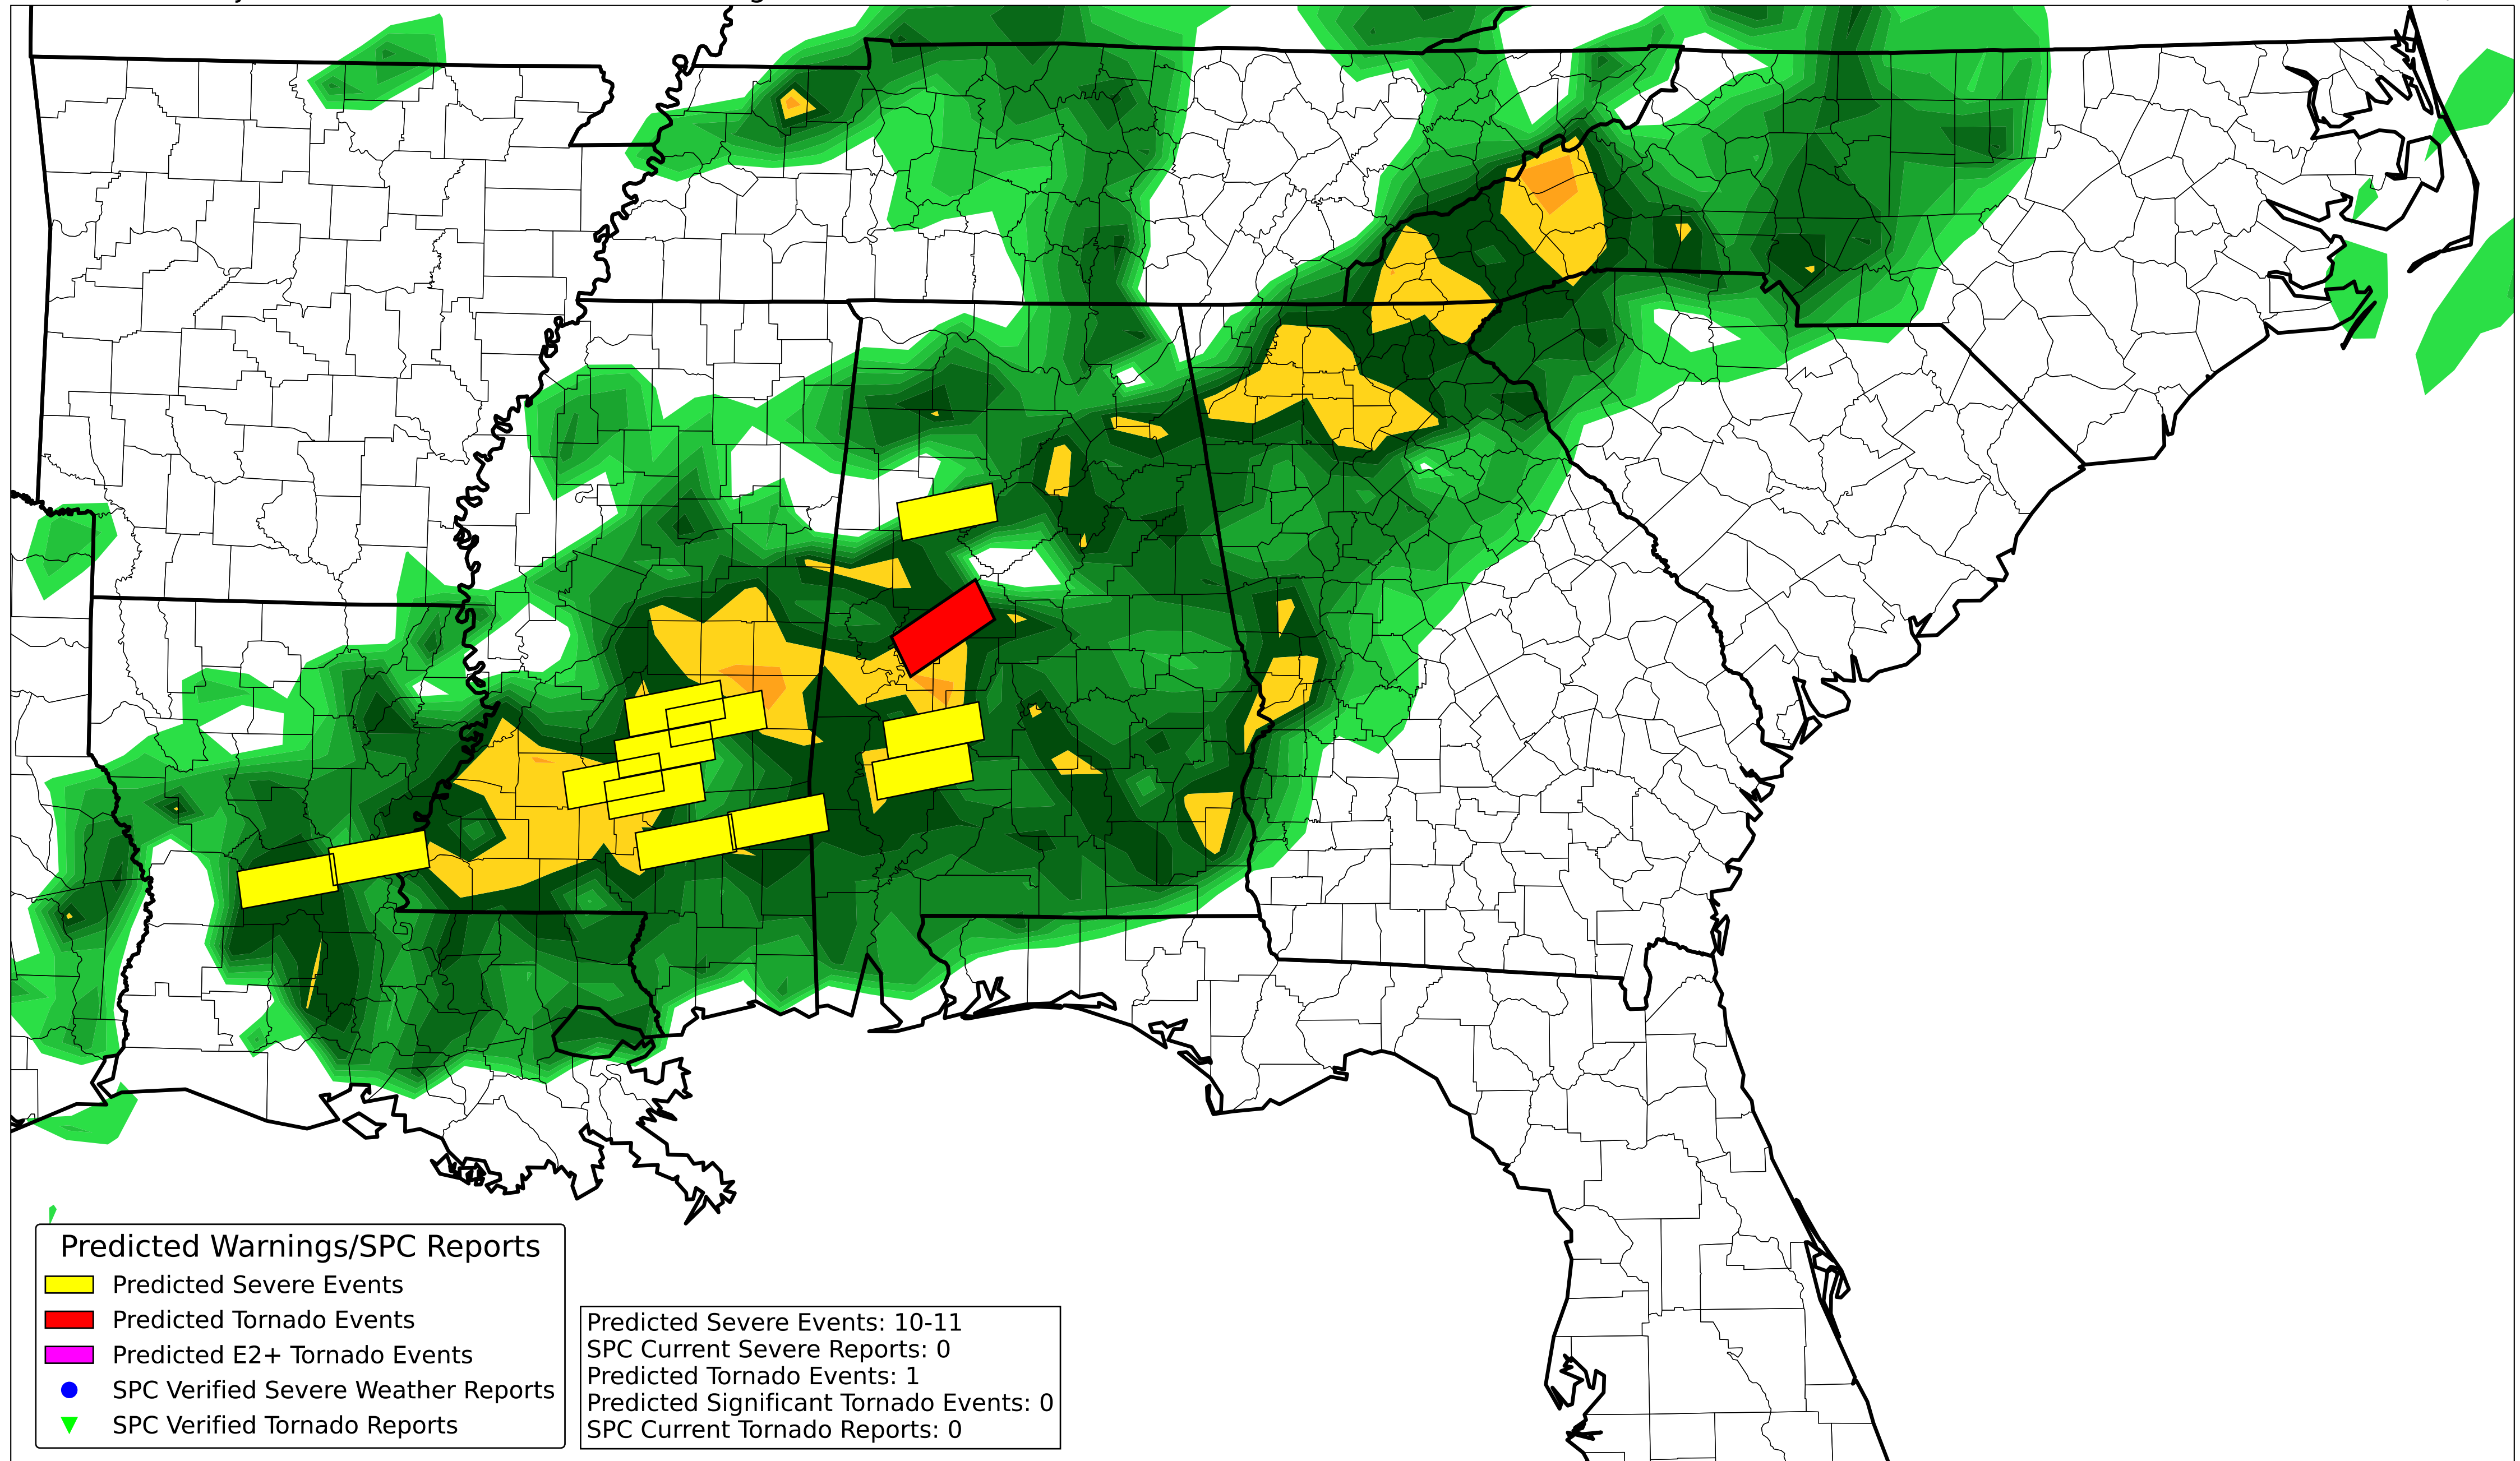 Predicted Warnings/SPC Reports
Predicted Severe Events
Predicted Tornado Events
Predicted E2+ Tornado Events
SPC Verified Severe Weather Reports
SPC Verified Tornado Reports
Predicted Severe Events: 10-11
SPC Current Severe Reports: 0
Predicted Tornado Events: 1
Predicted Significant Tornado Events: 0
SPC Current Tornado Reports: 0